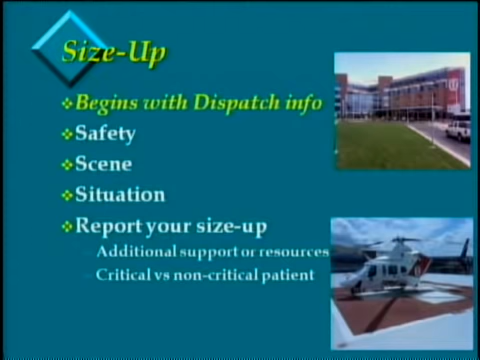 Size-Up
Begins with Dispatch info
Safety
Scene
Situation
Report your size-up
Additional support or resources
Critical vs non-critical patient